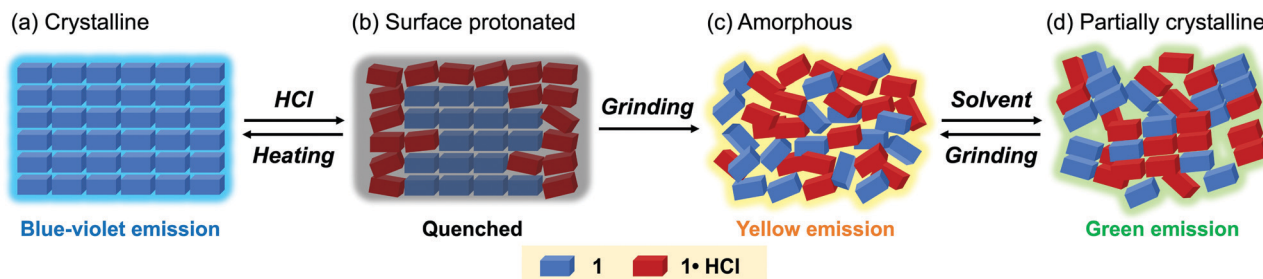 (a) Crystalline
(b) Surface protonated
(c) Amorphous
(d) Partially crystalline
HCl
Heating
Grinding
Solvent
Grinding
Blue-violet emission
Quenched
Yellow emission
Green emission
1
1• HCl